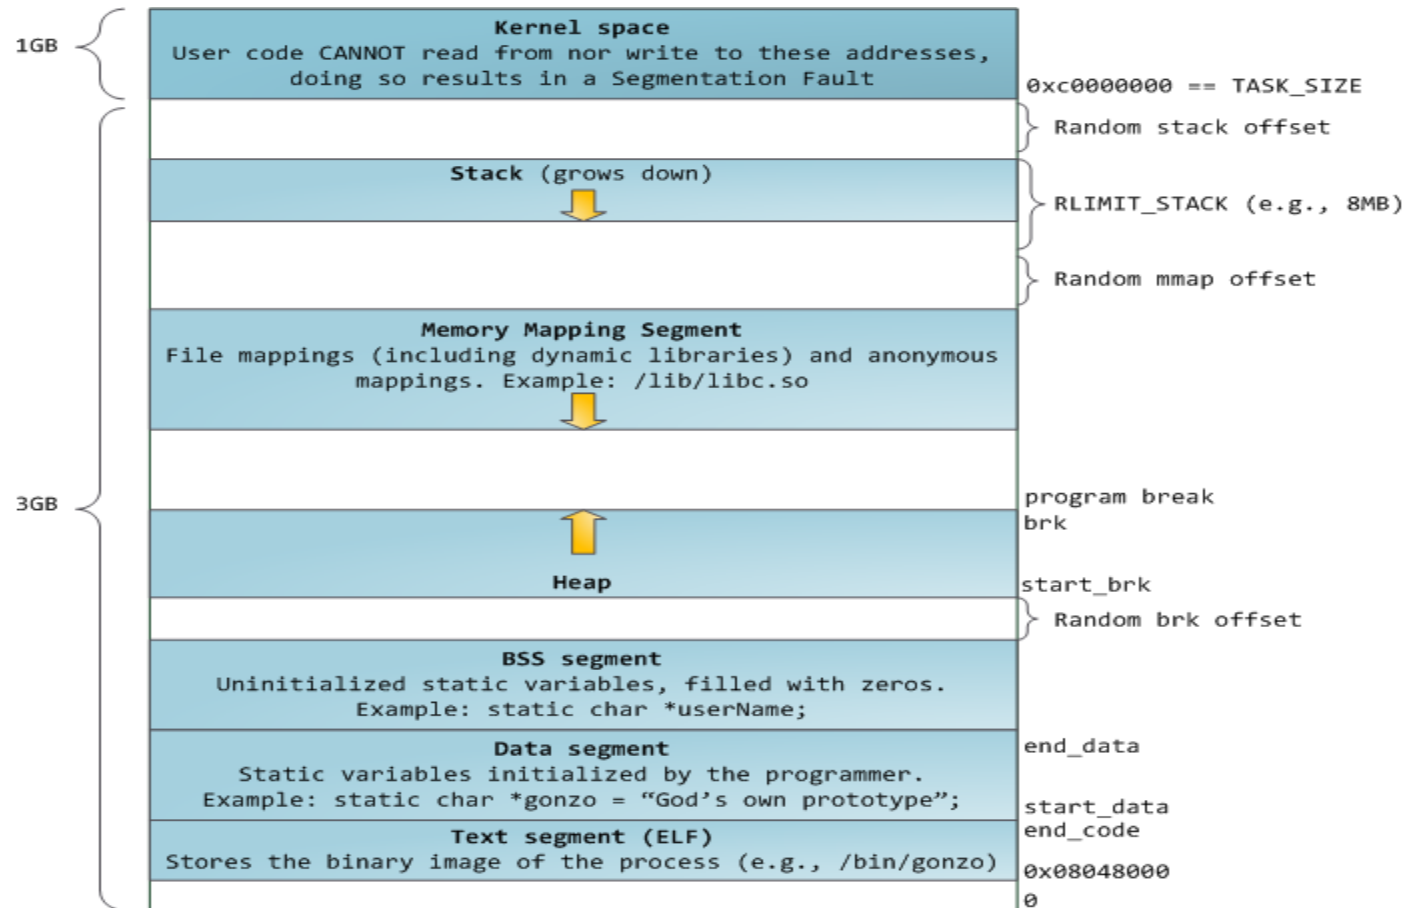 1GB
Kernel space
User code CANNOT read from nor write to these addresses,
doing so results in a Segmentation Fault
0xc0000000 == TASK_SIZE
Random stack offset
Stack (grows down)
RLIMIT_STACK (e.g., 8MB)
Random mmap offset
Memory Mapping Segment
File mappings (including dynamic libraries) and anonymous
mappings. Example: /lib/libc.so
3GB
program break
brk
Heap
start_brk
Random brk offset
BSS segment
Uninitialized static variables, filled with zeros.
Example: static char *userName;
Data segment
end_data
Static variables initialized by the programmer.
Example: static char *gonzo = “God’s own prototype”;
start_data
end_code
Text segment (ELF)
Stores the binary image of the process (e.g., /bin/gonzo)
0x08048000
0